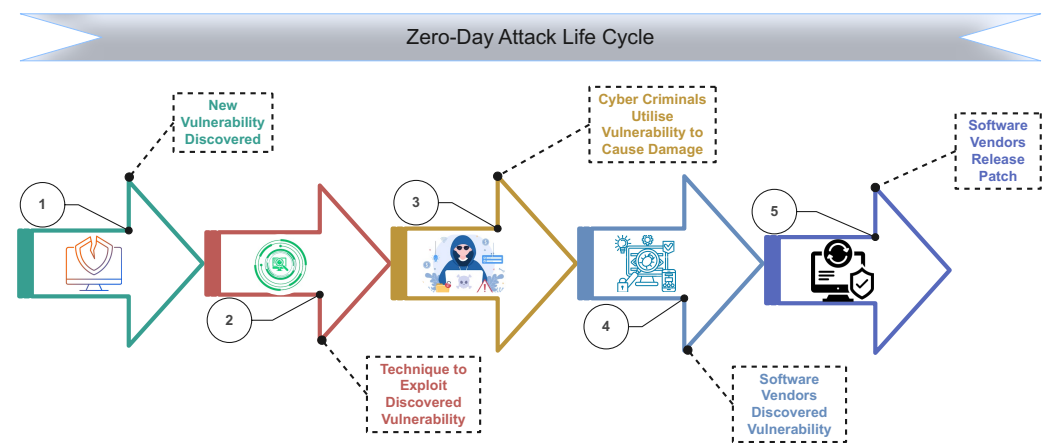 Zero-Day Attack Life Cycle
New
Vulnerability
Discovered
1
2
Technique to
Exploit
Discovered
Vulnerability
Cyber Criminals
Utilise
Vulnerability to
Cause Damage
3
4
Software
Vendors
Discovered
Vulnerability
Software
Vendors
Release
Patch
5